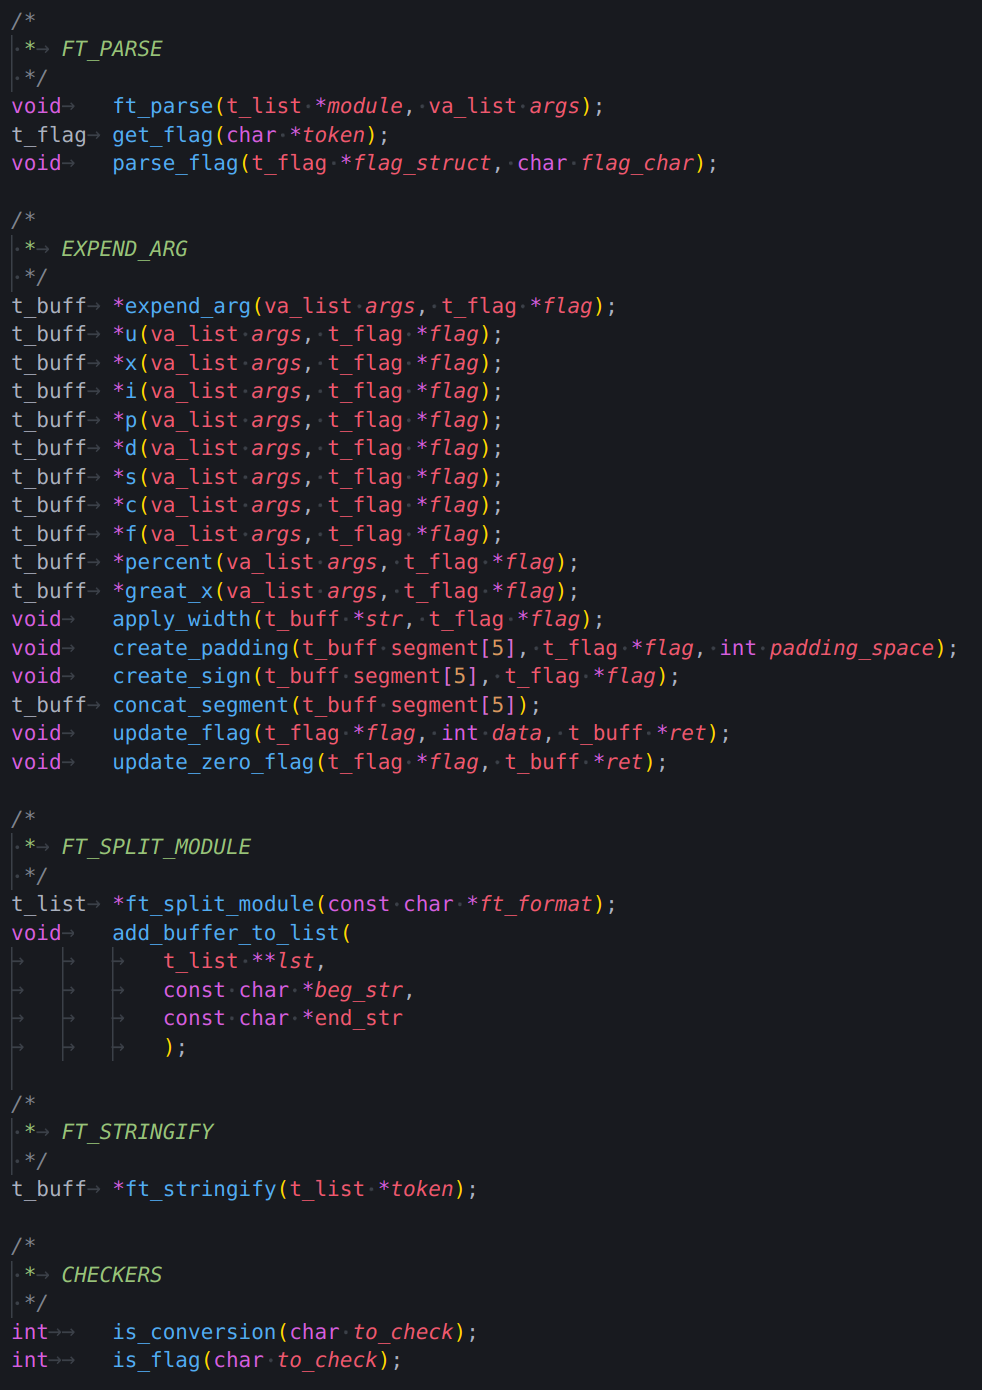 /*
 *	FT_PARSE
 */
void	ft_parse(t_list *module, va_list args);
t_flag	get_flag(char *token);
void	parse_flag(t_flag *flag_struct, char flag_char);

/*
 *	EXPEND_ARG
 */
t_buff	*expend_arg(va_list args, t_flag *flag);
t_buff	*u(va_list args, t_flag *flag);
t_buff	*x(va_list args, t_flag *flag);
t_buff	*i(va_list args, t_flag *flag);
t_buff	*p(va_list args, t_flag *flag);
t_buff	*d(va_list args, t_flag *flag);
t_buff	*s(va_list args, t_flag *flag);
t_buff	*c(va_list args, t_flag *flag);
t_buff	*f(va_list args, t_flag *flag);
t_buff	*percent(va_list args, t_flag *flag);
t_buff	*great_x(va_list args, t_flag *flag);
void	apply_width(t_buff *str, t_flag *flag);
void	create_padding(t_buff segment[5], t_flag *flag, int padding_space);
void	create_sign(t_buff segment[5], t_flag *flag);
t_buff	concat_segment(t_buff segment[5]);
void	update_flag(t_flag *flag, int data, t_buff *ret);
void	update_zero_flag(t_flag *flag, t_buff *ret);

/*
 *	FT_SPLIT_MODULE
 */
t_list	*ft_split_module(const char *ft_format);
void	add_buffer_to_list(
			t_list **lst,
			const char *beg_str,
			const char *end_str
			);

/*
 *	FT_STRINGIFY
 */
t_buff	*ft_stringify(t_list *token);

/*
 *	CHECKERS
 */
int		is_conversion(char to_check);
int		is_flag(char to_check);